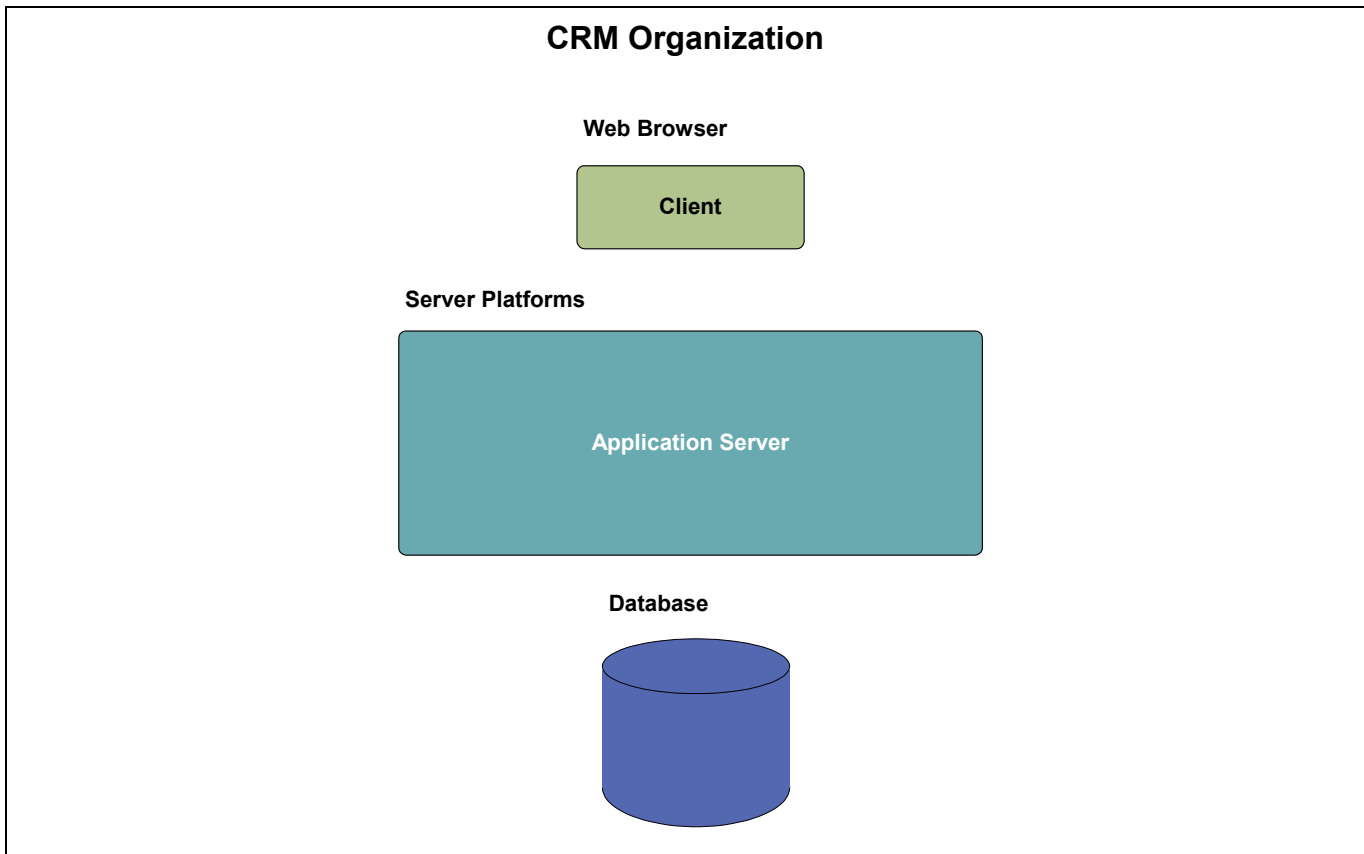 CRM Organization
Web Browser
Client
Server Platforms
Application Server
Database